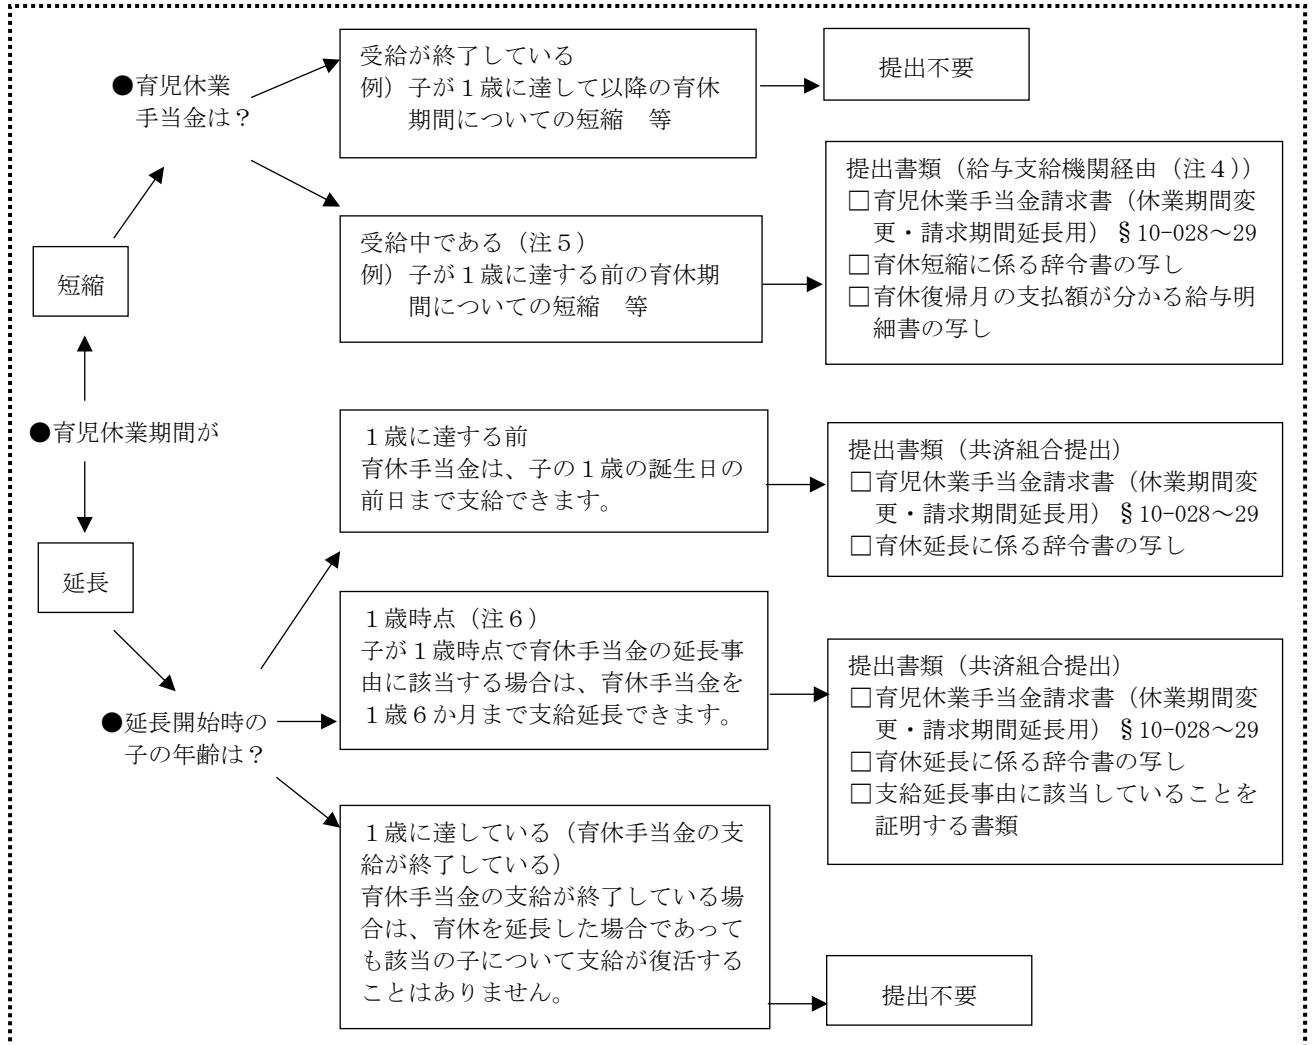 ●育児休業
手当金は？
受給が終了している
例）子が１歳に達して以降の育休
期間についての短縮　等
提出不要
短縮
受給中である（注５）
例）子が１歳に達する前の育休期
間についての短縮　等
提出書類（給与支給機関経由（注４））
□育児休業手当金請求書（休業期間変
更・請求期間延長用）§10-028～29
□育休短縮に係る辞令書の写し
□育休復帰月の支払額が分かる給与明
細書の写し
●育児休業期間が
延長
１歳に達する前
育休手当金は、子の１歳の誕生日の
前日まで支給できます。
提出書類（共済組合提出）
□育児休業手当金請求書（休業期間変
更・請求期間延長用）§10-028～29
□育休延長に係る辞令書の写し
●延長開始時の
子の年齢は？
１歳時点（注６）
子が１歳時点で育休手当金の延長事
由に該当する場合は、育休手当金を
１歳６か月まで支給延長できます。
提出書類（共済組合提出）
□育児休業手当金請求書（休業期間変
更・請求期間延長用）§10-028～29
□育休延長に係る辞令書の写し
□支給延長事由に該当していることを
証明する書類
１歳に達している（育休手当金の支
給が終了している）
育休手当金の支給が終了している場
合は、育休を延長した場合であって
も該当の子について支給が復活する
ことはありません。
提出不要